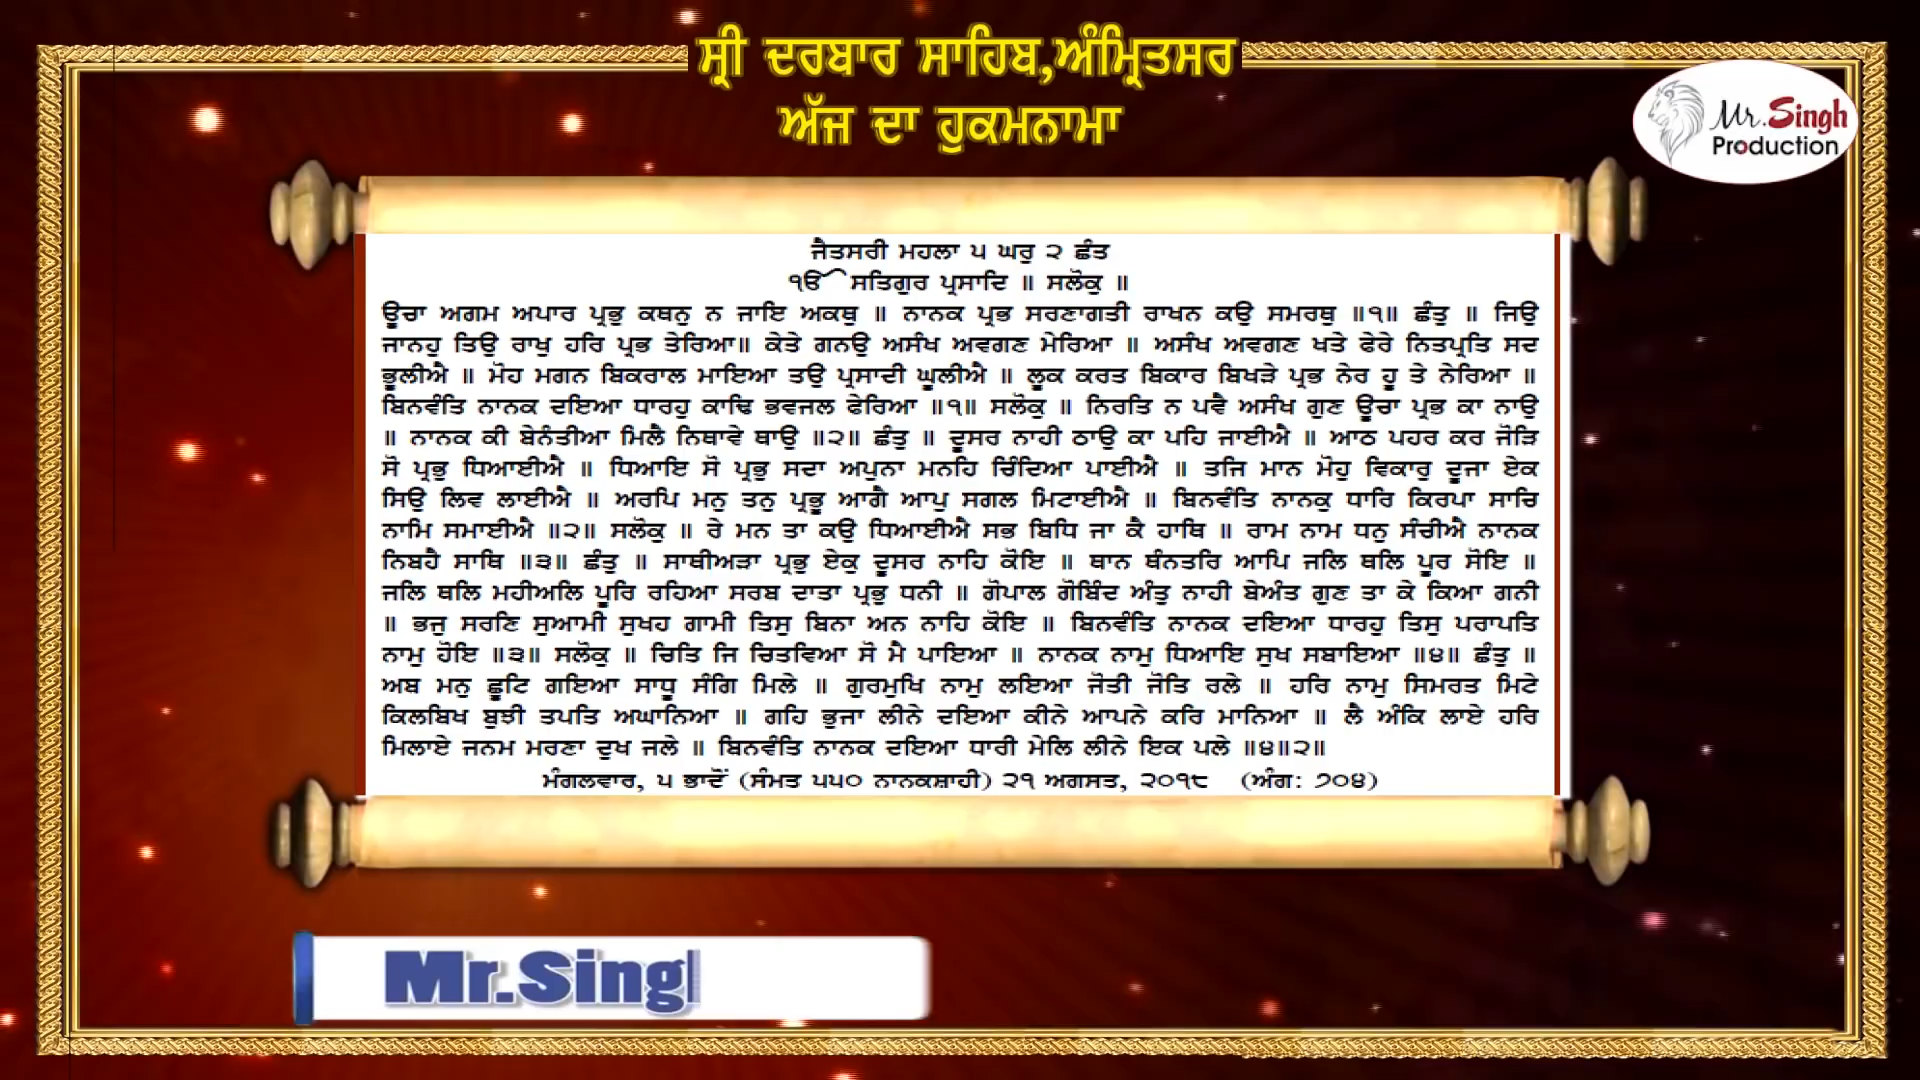 ਸ੍ਰੀ ਦਰਬਾਰ ਸਾਹਿਬ,ਅੰਮ੍ਰਿਤਸਰ
ਅੱਜ ਦਾ ਹੁਕਮਨਾਮਾ
Mr.Singh
Production
ਜੈਤਸਰੀ ਮਹਲਾ ੫ ਘਰੁ ੨ ਛੰਤ
ੴ ਸਤਿਗੁਰ ਪ੍ਰਸਾਦਿ ॥ ਸਲੋਕੁ ॥
ਊਚਾ ਅਗਮ ਅਪਾਰ ਪ੍ਰਭੁ ਕਥਨੁ ਨ ਜਾਇ ਅਕਥੁ ॥ ਨਾਨਕ ਪ੍ਰਭ ਸਰਣਾਗਤੀ ਰਾਖਨ ਕਉ ਸਮਰਥੁ ॥੧॥ ਛੰਤੁ ॥ ਜਿਉ
ਜਾਨਹੁ ਤਿਉ ਰਾਖੁ ਹਰਿ ਪ੍ਰਭ ਤੇਰਿਆ॥ ਕੇਤੇ ਗਨਉ ਅਸੰਖ ਅਵਗਣ ਮੇਰਿਆ ॥ ਅਸੰਖ ਅਵਗਣ ਖਤੇ ਫੇਰੇ ਨਿਤਪ੍ਰਤਿ ਸਦ
ਭੂਲੀਐ ॥ ਮੋਹ ਮਗਨ ਬਿਕਰਾਲ ਮਾਇਆ ਤਉ ਪ੍ਰਸਾਦੀ ਘੂਲੀਐ ॥ ਲੂਕ ਕਰਤ ਬਿਕਾਰ ਬਿਖੜੇ ਪ੍ਰਭ ਨੇਰ ਹੂ ਤੇ ਨੇਰਿਆ ॥
ਬਿਨਵੰਤਿ ਨਾਨਕ ਦਇਆ ਧਾਰਹੁ ਕਾਢਿ ਭਵਜਲ ਫੇਰਿਆ ॥੧॥ ਸਲੋਕੁ ॥ ਨਿਰਤਿ ਨ ਪਵੈ ਅਸੰਖ ਗੁਣ ਊਚਾ ਪ੍ਰਭ ਕਾ ਨਾਉ
॥ ਨਾਨਕ ਕੀ ਬੇਨੰਤੀਆ ਮਿਲੈ ਨਿਥਾਵੇ ਥਾਉ ॥੨॥ ਛੰਤੁ ॥ ਦੂਸਰ ਨਾਹੀ ਠਾਉ ਕਾ ਪਹਿ ਜਾਈਐ ॥ ਆਠ ਪਹਰ ਕਰ ਜੋੜਿ
ਸੋ ਪ੍ਰਭੁ ਧਿਆਈਐ ॥ ਧਿਆਇ ਸੋ ਪ੍ਰਭੁ ਸਦਾ ਅਪੁਨਾ ਮਨਹਿ ਚਿੰਦਿਆ ਪਾਈਐ ॥ ਤਜਿ ਮਾਨ ਮੋਹੁ ਵਿਕਾਰੁ ਦੂਜਾ ਏਕ
ਸਿਉ ਲਿਵ ਲਾਈਐ ॥ ਅਰਪਿ ਮਨੁ ਤਨੁ ਪ੍ਰਭੂ ਆਗੈ ਆਪੁ ਸਗਲ ਮਿਟਾਈਐ ॥ ਬਿਨਵੰਤਿ ਨਾਨਕੁ ਧਾਰਿ ਕਿਰਪਾ ਸਾਚਿ
ਨਾਮਿ ਸਮਾਈਐ ॥੨॥ ਸਲੋਕੁ ॥ ਰੇ ਮਨ ਤਾ ਕਉ ਧਿਆਈਐ ਸਭ ਬਿਧਿ ਜਾ ਕੈ ਹਾਥਿ ॥ ਰਾਮ ਨਾਮ ਧਨੁ ਸੰਚੀਐ ਨਾਨਕ
ਨਿਬਹੈ ਸਾਥਿ ॥੩॥ ਛੰਤੁ ॥ ਸਾਥੀਅੜਾ ਪ੍ਰਭੁ ਏਕੁ ਦੂਸਰ ਨਾਹਿ ਕੋਇ ॥ ਥਾਨ ਥੰਨਤਰਿ ਆਪਿ ਜਲਿ ਥਲਿ ਪੂਰ ਸੋਇ ॥
ਜਲਿ ਥਲਿ ਮਹੀਅਲਿ ਪੂਰਿ ਰਹਿਆ ਸਰਬ ਦਾਤਾ ਪ੍ਰਭੁ ਧਨੀ ॥ ਗੋਪਾਲ ਗੋਬਿੰਦ ਅੰਤੁ ਨਾਹੀ ਬੇਅੰਤ ਗੁਣ ਤਾ ਕੇ ਕਿਆ ਗਨੀ
॥ ਭਜੁ ਸਰਣਿ ਸੁਆਮੀ ਸੁਖਹ ਗਾਮੀ ਤਿਸੁ ਬਿਨਾ ਅਨ ਨਾਹਿ ਕੋਇ ॥ ਬਿਨਵੰਤਿ ਨਾਨਕ ਦਇਆ ਧਾਰਹੁ ਤਿਸੁ ਪਰਾਪਤਿ
ਨਾਮੁ ਹੋਇ ॥੩॥ ਸਲੋਕੁ ॥ ਚਿਤਿ ਜਿ ਚਿਤਵਿਆ ਸੋ ਮੈ ਪਾਇਆ ॥ ਨਾਨਕ ਨਾਮੁ ਧਿਆਇ ਸੁਖ ਸਬਾਇਆ ॥੪॥ ਛੰਤੁ ॥
ਅਬ ਮਨੁ ਛੂਟਿ ਗਇਆ ਸਾਧੂ ਸੰਗਿ ਮਿਲੇ ॥ ਗੁਰਮੁਖਿ ਨਾਮੁ ਲਇਆ ਜੋਤੀ ਜੋਤਿ ਰਲੇ ॥ ਹਰਿ ਨਾਮੁ ਸਿਮਰਤ ਮਿਟੇ
ਕਿਲਬਿਖ ਬੁਝੀ ਤਪਤਿ ਅਘਾਨਿਆ ॥ ਗਹਿ ਭੁਜਾ ਲੀਨੇ ਦਇਆ ਕੀਨੇ ਆਪਨੇ ਕਰਿ ਮਾਨਿਆ ॥ ਲੈ ਅੰਕਿ ਲਾਏ ਹਰਿ
ਮਿਲਾਏ ਜਨਮ ਮਰਣਾ ਦੁਖ ਜਲੇ ॥ ਬਿਨਵੰਤਿ ਨਾਨਕ ਦਇਆ ਧਾਰੀ ਮੇਲਿ ਲੀਨੇ ਇਕ ਪਲੇ ॥੪॥੨॥
ਮੰਗਲਵਾਰ, ੫ ਭਾਦੋਂ (ਸੰਮਤ ੫੫੦ ਨਾਨਕਸ਼ਾਹੀ) ੨੧ ਅਗਸਤ, ੨੦੧੮ (ਅੰਗ: ੭੦੪)
Mr.Sing